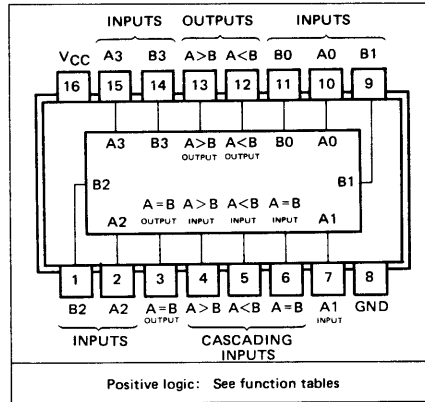 INPUTS OUTPUTS INPUTS
VCC A3 B3 A>B A<B B0 A0 B1
16 15 14 13 12 11 10 9
A3 B3 A>B A<B B0 A0
OUTPUT OUTPUT
B2 B1
A=B A>B A<B A=B
A2 OUTPUT INPUT INPUT INPUT A1
1 2 3 4 5 6 7 8
B2 A2 A=B A>B A<B A=B A1 GND
OUTPUT INPUT
INPUTS CASCADING
INPUTS
Positive logic: See function tables